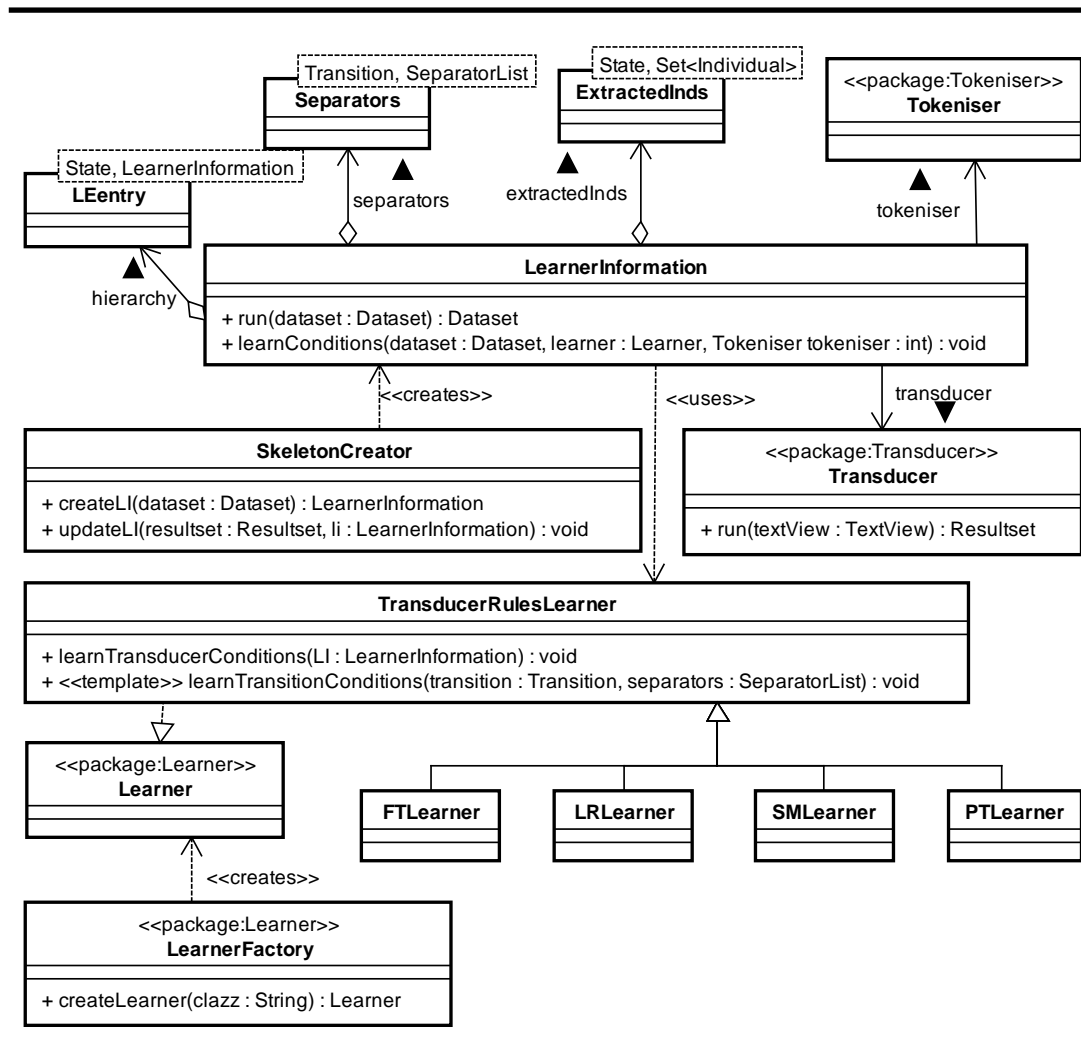 Transition, SeparatorList
Separators
State, Set<Individual>
ExtractedInds
<<package:Tokeniser>>
Tokeniser
State, LearnerInformation
LEentry
separators
extractedInds
tokeniser
hierarchy
LearnerInformation
+ run(dataset : Dataset) : Dataset
+ learnConditions(dataset : Dataset, learner : Learner, Tokeniser tokeniser : int) : void
<<creates>>
<<uses>>
transducer
SkeletonCreator
+ createLI(dataset : Dataset) : LearnerInformation
+ updateLI(resultset : Resultset, li : LearnerInformation) : void
<<package:Transducer>>
Transducer
+ run(textView : TextView) : Resultset
TransducerRulesLearner
+ learnTransducerConditions(LI : LearnerInformation) : void
+ <<template>> learnTransitionConditions(transition : Transition, separators : SeparatorList) : void
<<package:Learner>>
Learner
FTLearner
LRLearner
SMLearner
PTLearner
<<creates>>
<<package:Learner>>
LearnerFactory
+ createLearner(clazz : String) : Learner